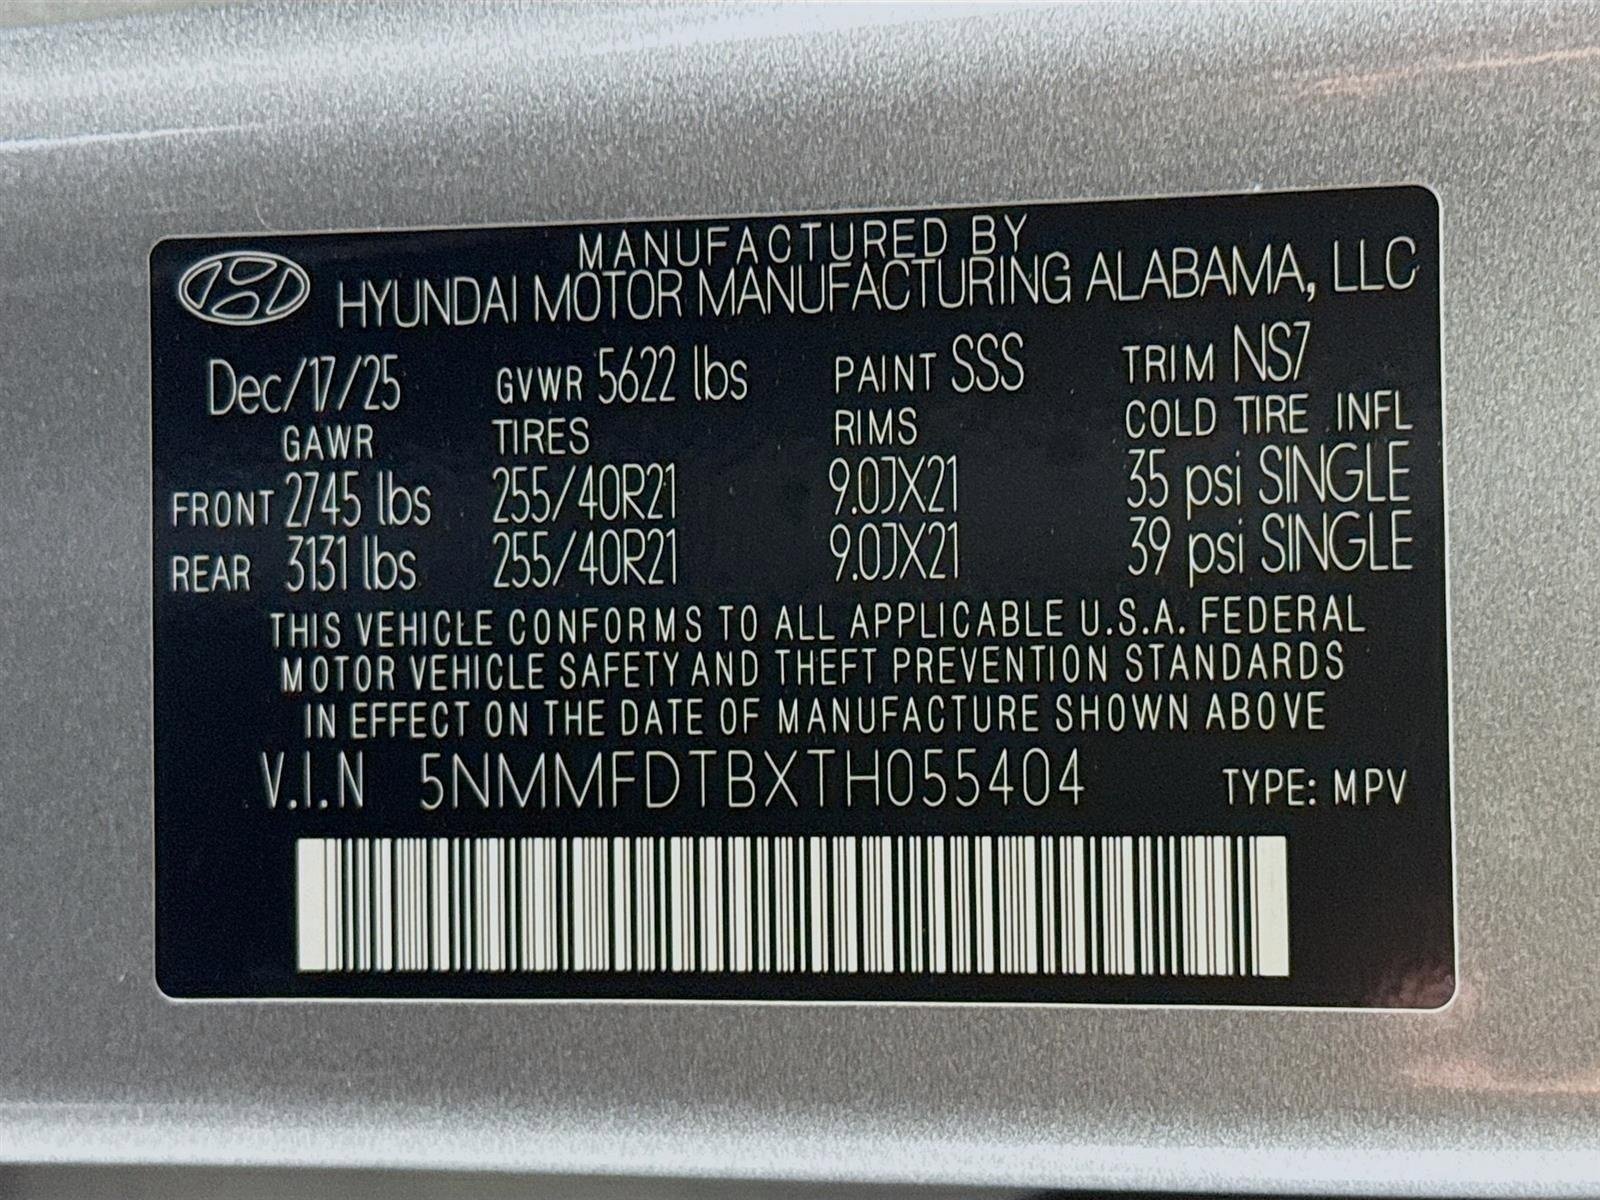 MANUFACTURED BY
HYUNDAI MOTOR MANUFACTURING ALABAMA, LLC
Dec/17/25 GVWR 5622 lbs PAINT SSS TRIM NS7
GAWR TIRES RIMS COLD TIRE INFL
FRONT 2745 lbs 255/40R21 9.0JX21 35 psi SINGLE
REAR 3131 lbs 255/40R21 9.0JX21 39 psi SINGLE
THIS VEHICLE CONFORMS TO ALL APPLICABLE U.S.A. FEDERAL
MOTOR VEHICLE SAFETY AND THEFT PREVENTION STANDARDS
IN EFFECT ON THE DATE OF MANUFACTURE SHOWN ABOVE
V.I.N 5NMMFDTBXTH055404 TYPE: MPV